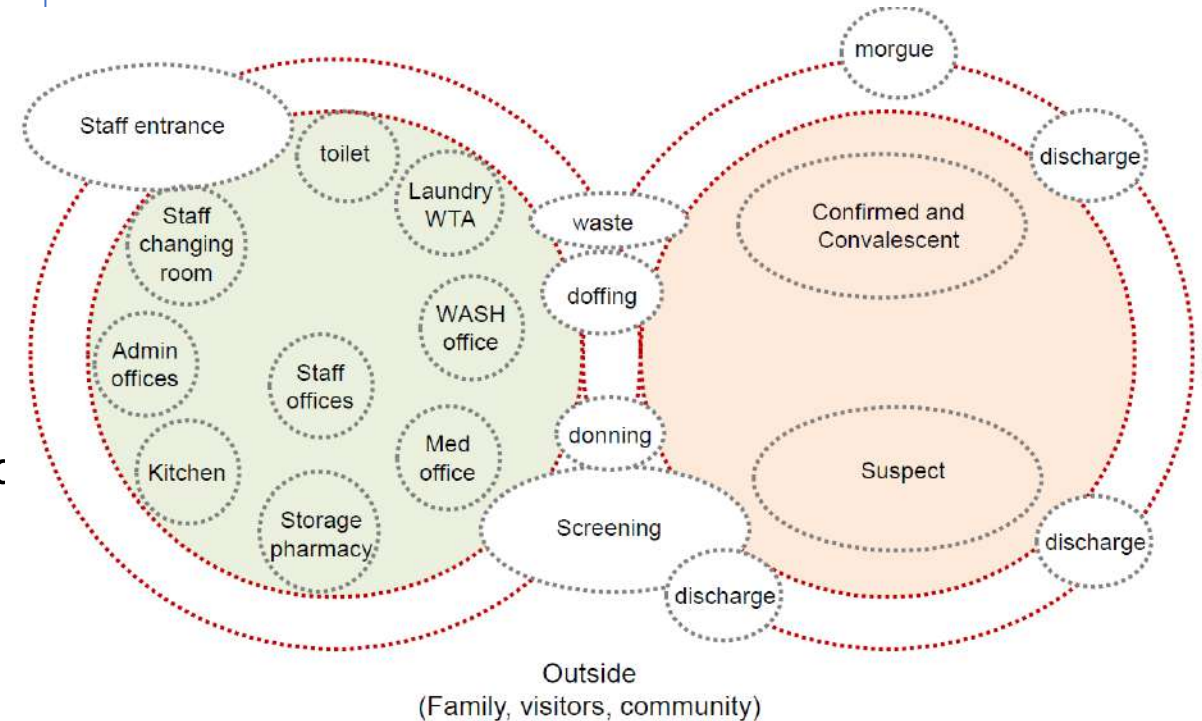 morgue
Staff entrance
toilet
discharge
Laundry
WTA
Staff
changing
room
waste
Confirmed and
Convalescent
doffing
WASH
office
Admin
offices
Staff
offices
donning
Med
office
Kitchen
Suspect
Storage
pharmacy
Screening
discharge
discharge
Outside
(Family, visitors, community)